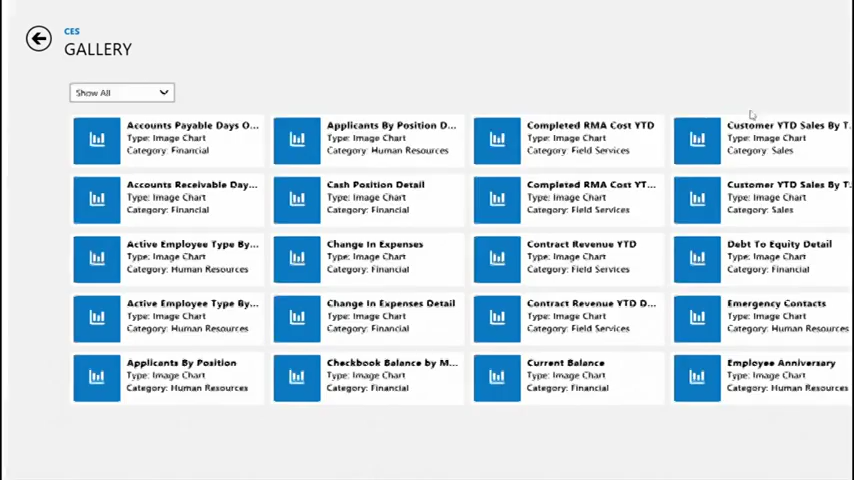 CES
GALLERY
Show All
Accounts Payable Days O...
Type: Image Chart
Category: Financial
Accounts Receivable Day...
Type: Image Chart
Category: Financial
Active Employee Type By...
Type: Image Chart
Category: Human Resources
Active Employee Type By...
Type: Image Chart
Category: Human Resources
Applicants By Position
Type: Image Chart
Category: Human Resources
Applicants By Position D...
Type: Image Chart
Category: Human Resources
Cash Position Detail
Type: Image Chart
Category: Financial
Change In Expenses
Type: Image Chart
Category: Financial
Change In Expenses Detail
Type: Image Chart
Category: Financial
Checkbook Balance by M...
Type: Image Chart
Category: Financial
Completed RMA Cost YTD
Type: Image Chart
Category: Field Services
Completed RMA Cost YT...
Type: Image Chart
Category: Field Services
Contract Revenue YTD
Type: Image Chart
Category: Field Services
Contract Revenue YTD D...
Type: Image Chart
Category: Field Services
Current Balance
Type: Image Chart
Category: Financial
Customer YTD Sales By T.
Type: Image Chart
Category: Sales
Customer YTD Sales By T.
Type: Image Chart
Category: Sales
Debt To Equity Detail
Type: Image Chart
Category: Financial
Emergency Contacts
Type: Image Chart
Category: Human Resources
Employee Anniversary
Type: Image Chart
Category: Human Resources